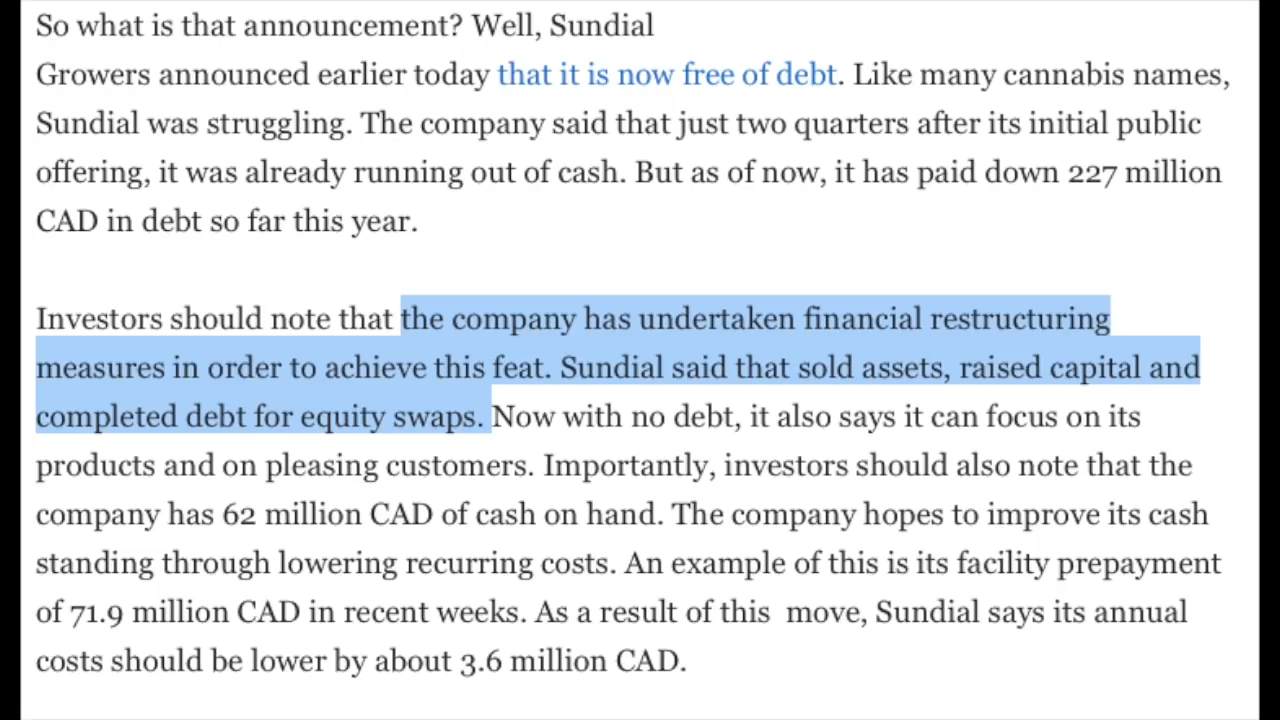 So what is that announcement? Well, Sundial
Growers announced earlier today that it is now free of debt. Like many cannabis names,
Sundial was struggling. The company said that just two quarters after its initial public
offering, it was already running out of cash. But as of now, it has paid down 227 million
CAD in debt so far this year.
Investors should note that the company has undertaken financial restructuring
measures in order to achieve this feat. Sundial said that sold assets, raised capital and
completed debt for equity swaps. Now with no debt, it also says it can focus on its
products and on pleasing customers. Importantly, investors should also note that the
company has 62 million CAD of cash on hand. The company hopes to improve its cash
standing through lowering recurring costs. An example of this is its facility prepayment
of 71.9 million CAD in recent weeks. As a result of this  move, Sundial says its annual
costs should be lower by about 3.6 million CAD.